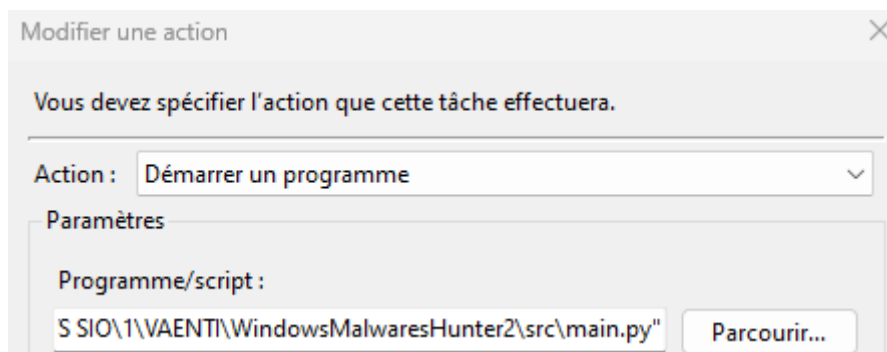 Modifier une action
Vous devez spécifier l'action que cette tâche effectuera.
Action : Démarrer un programme
Paramètres
Programme/script :
S SIO\1\VAENTI\WindowsMalwaresHunter2\src\main.py" Parcourir...